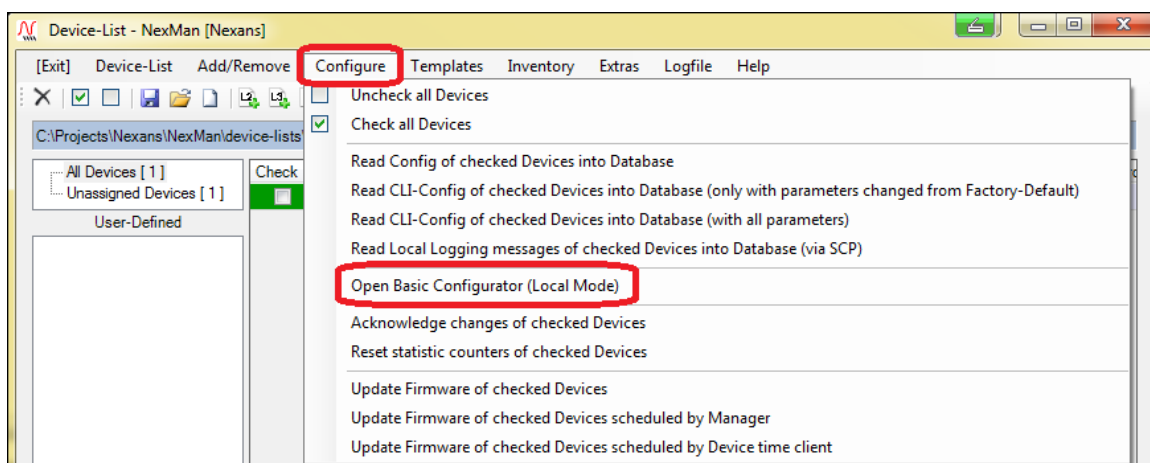 Device-List - NexMan [Nexans]
[Exit] Device-List Add/Remove Configure Templates Inventory Extras Logfile Help
L2 L3
Uncheck all Devices
Check all Devices
C:\Projects\Nexans\NexMan\device-lists\
All Devices [ 1 ]
Unassigned Devices [ 1 ]
Check
User-Defined
Read Config of checked Devices into Database
Read CLI-Config of checked Devices into Database (only with parameters changed from Factory-Default)
Read CLI-Config of checked Devices into Database (with all parameters)
Read Local Logging messages of checked Devices into Database (via SCP)
Open Basic Configurator (Local Mode)
Acknowledge changes of checked Devices
Reset statistic counters of checked Devices
Update Firmware of checked Devices
Update Firmware of checked Devices scheduled by Manager
Update Firmware of checked Devices scheduled by Device time client